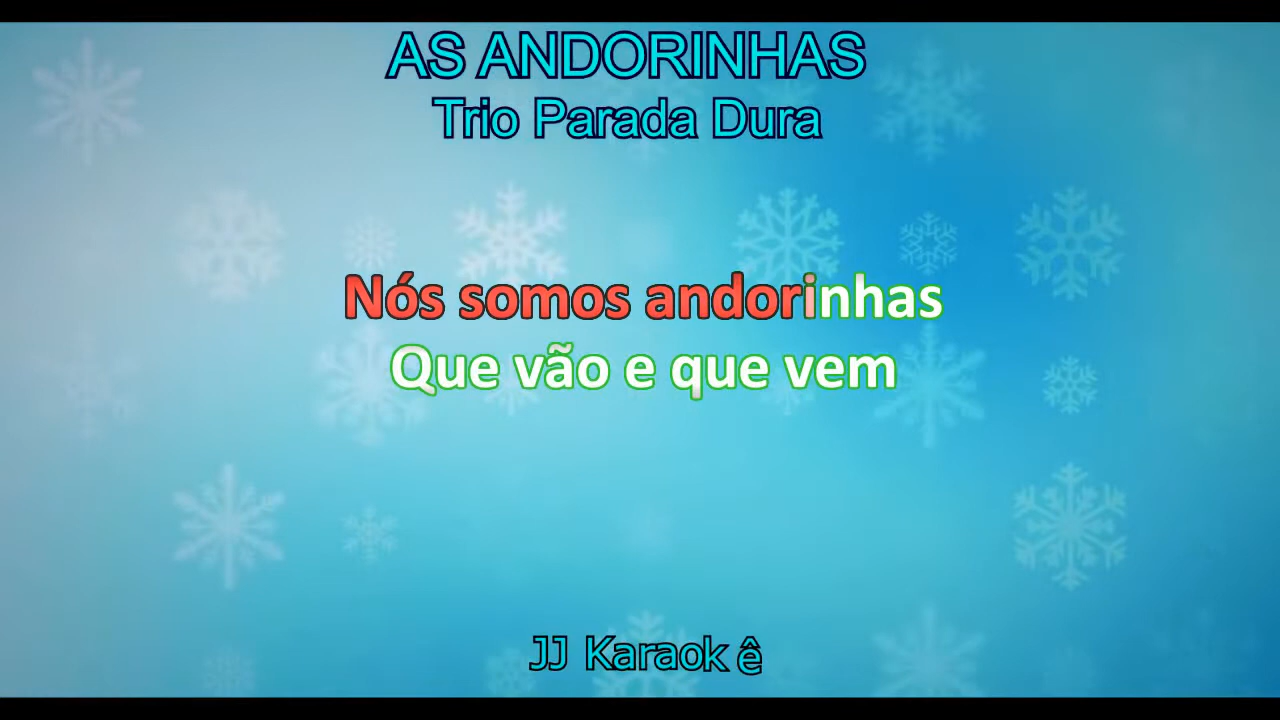 AS ANDORINHAS
Trio Parada Dura
Nós somos andorinhas
Que vão e que vem
JJ Karaokê